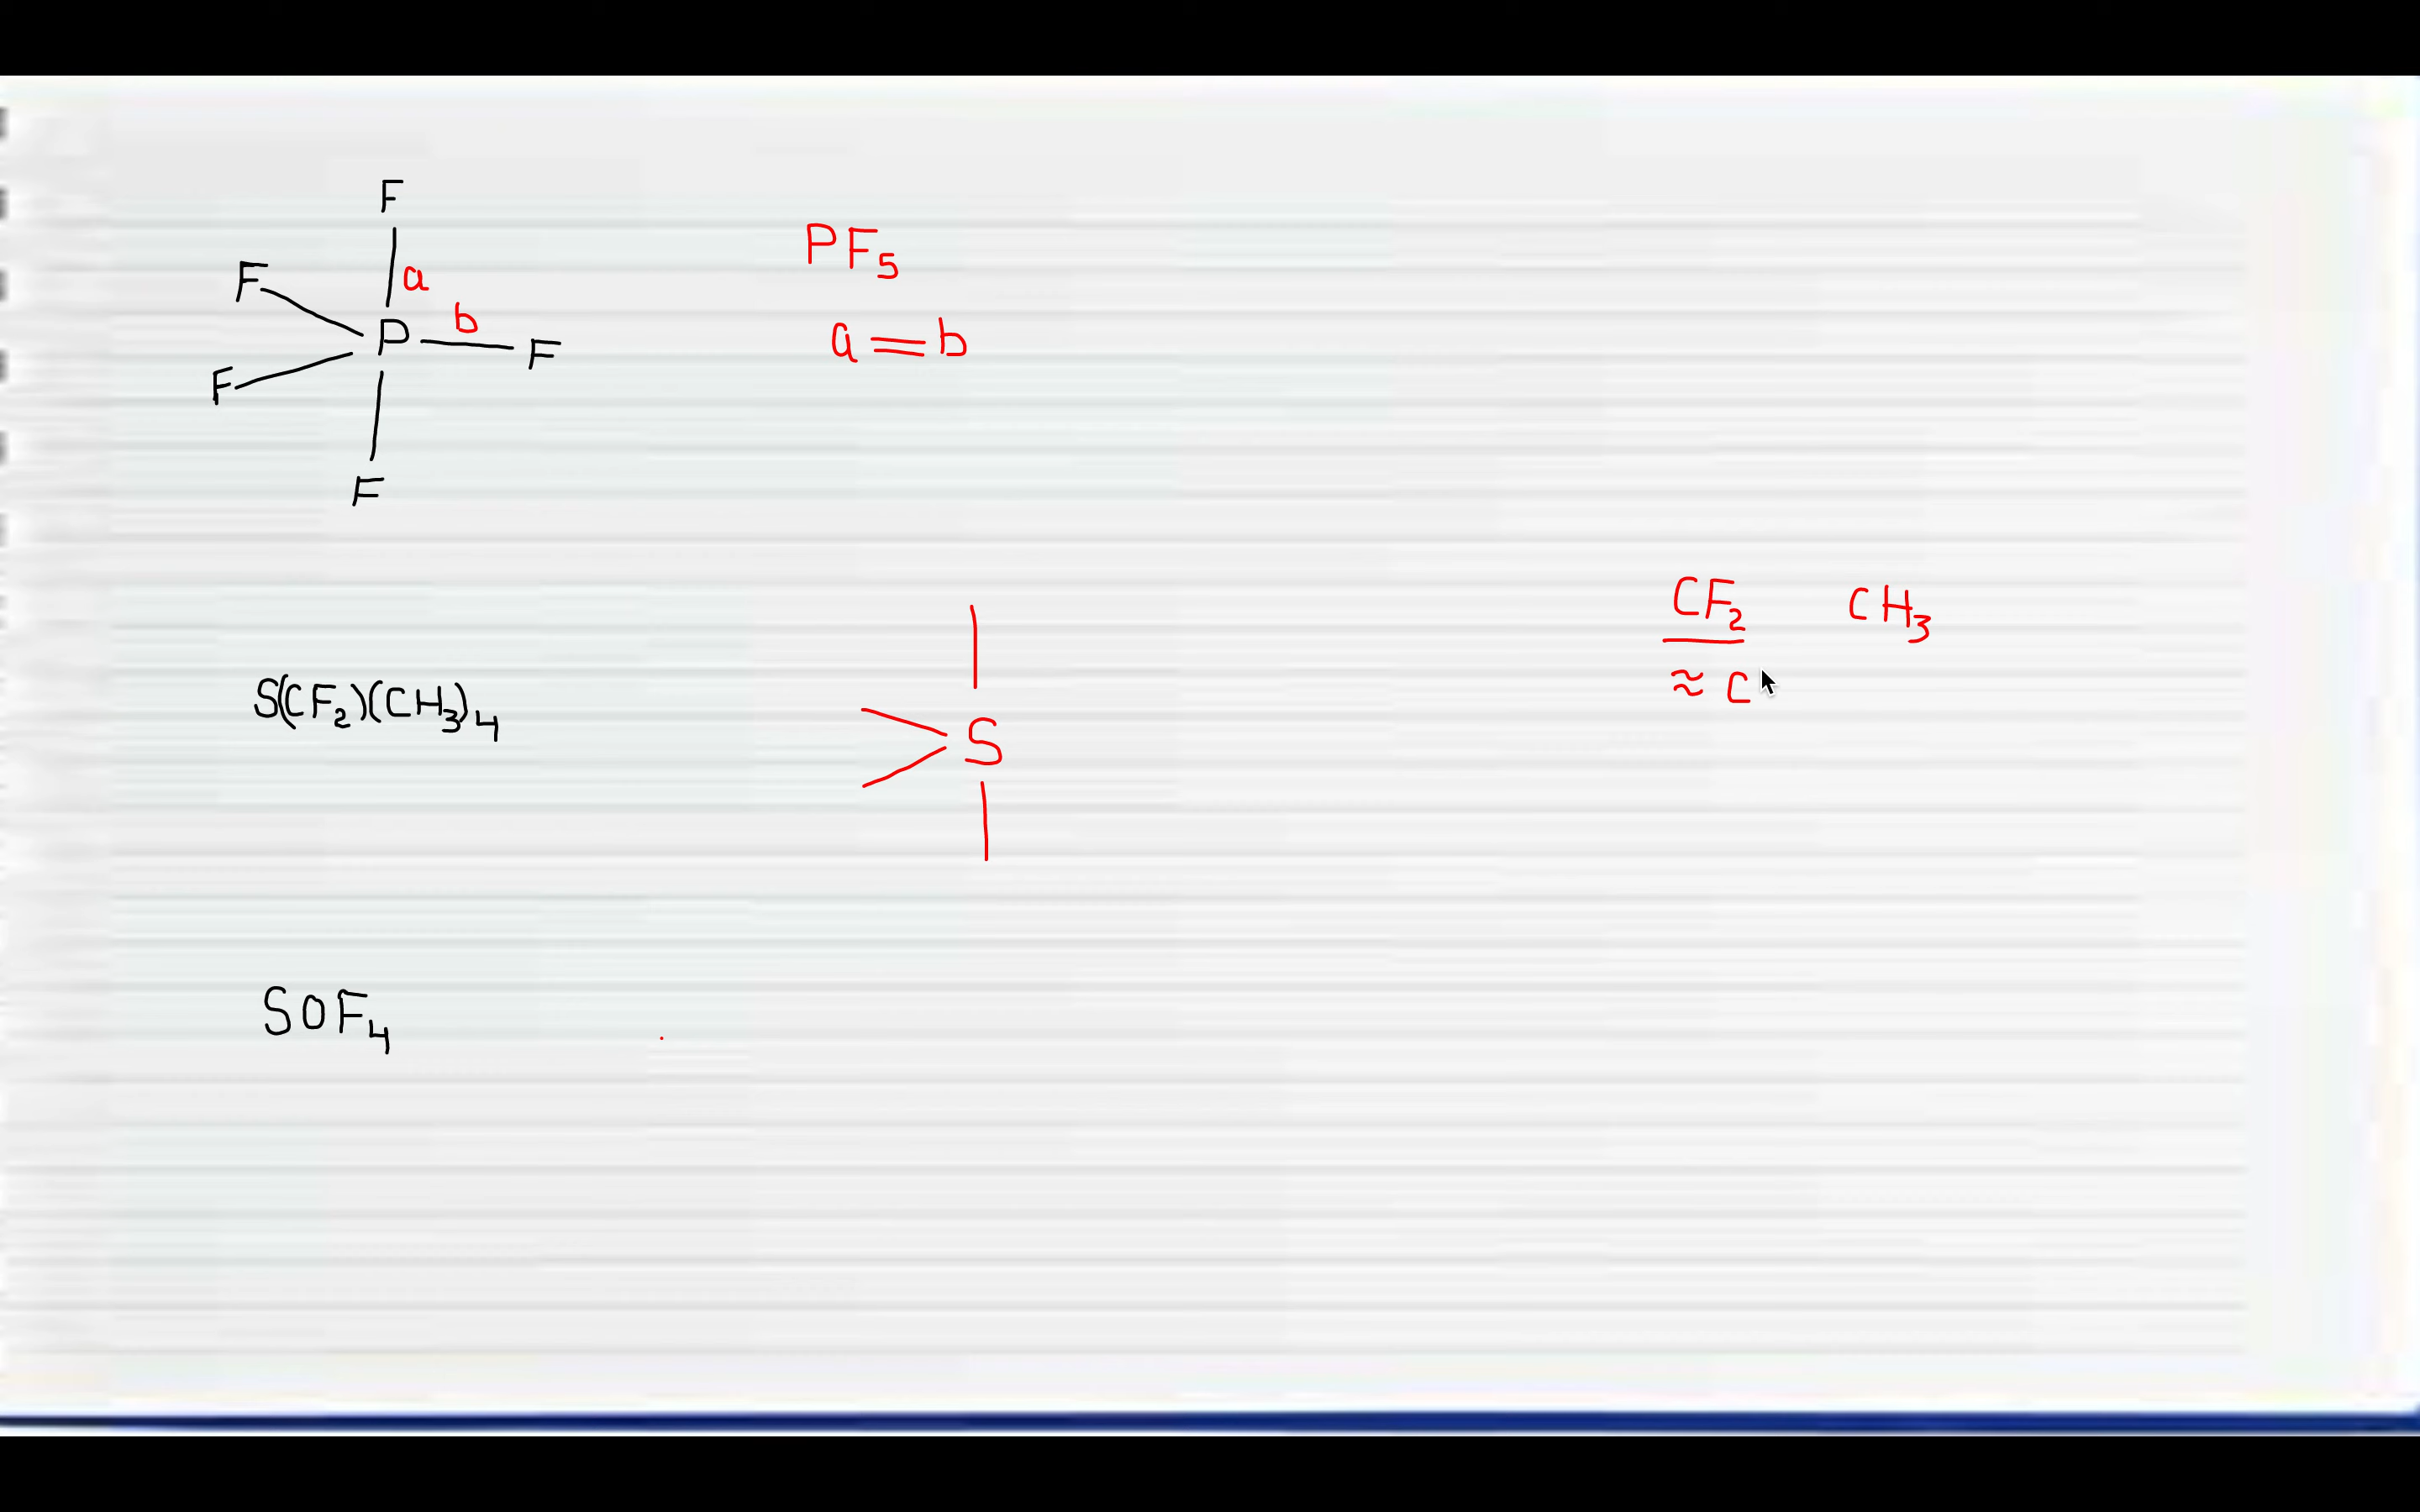 F
F
a
b
P
F
F
F
PF₅
a = b
CF₂ CH₃
≈ C
S(CF₂)(CH₃)₄
S
SOF₄